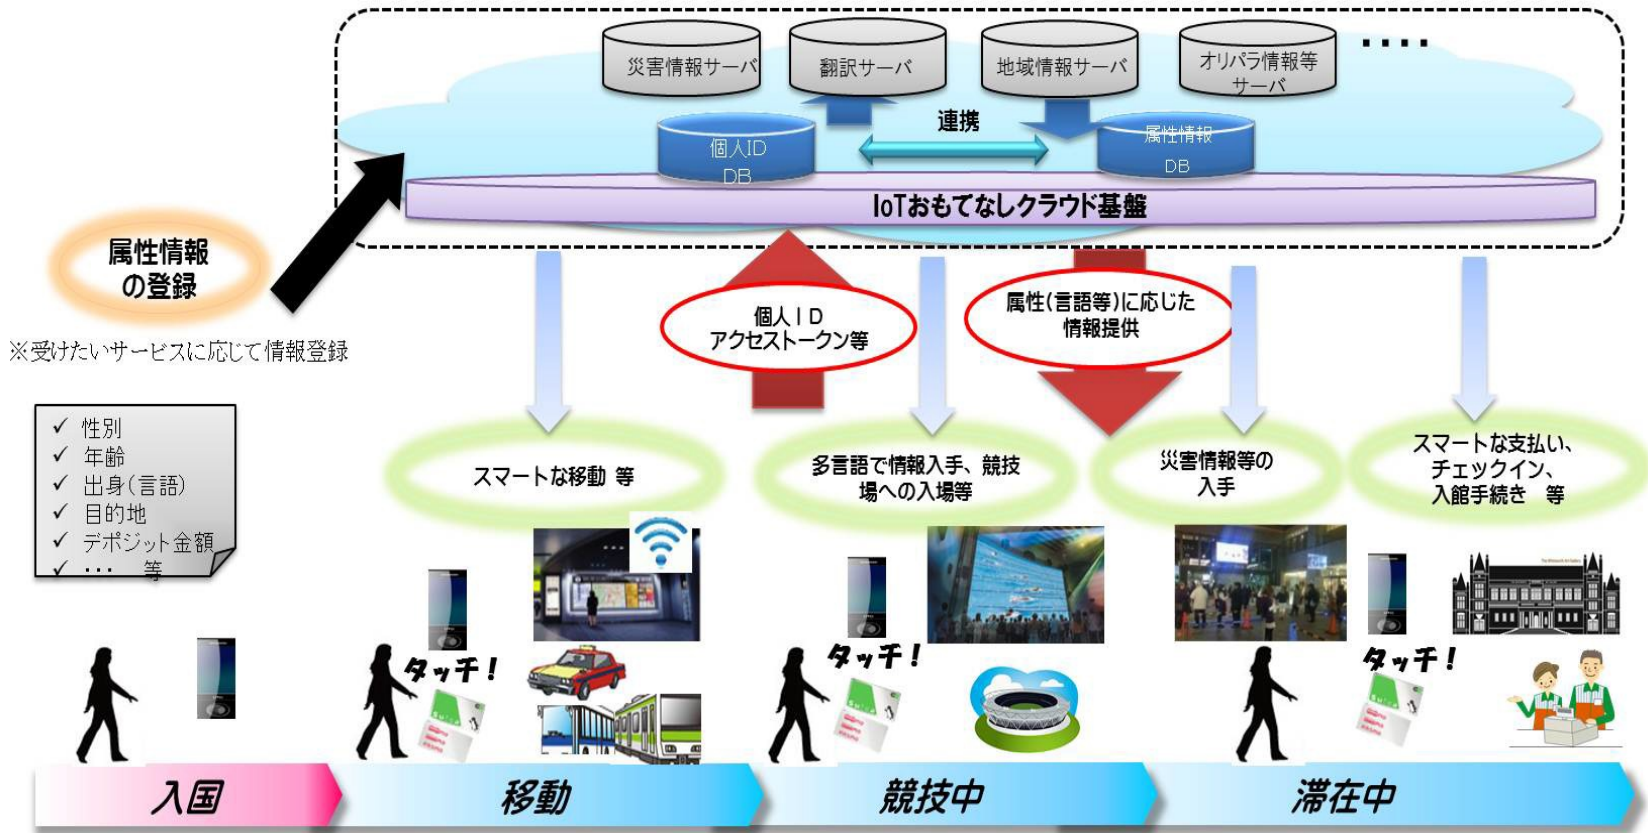 災害情報サーバ
翻訳サーバ
地域情報サーバ
オリパラ情報等
サーバ
・・・・
連携
個人ID
DB
属性情報
DB
IoTおもてなしクラウド基盤
属性情報
の登録
※受けたいサービスに応じて情報登録
個人ID
アクセストークン等
属性(言語等)に応じた
情報提供
✓ 性別
✓ 年齢
✓ 出身(言語)
✓ 目的地
✓ デポジット金額
✓ ・・・ 等
スマートな移動 等
多言語で情報入手、競技
場への入場等
災害情報等の
入手
スマートな支払い、
チェックイン、
入館手続き 等
タッチ!
Suica
タッチ!
タッチ!
入国
移動
競技中
滞在中